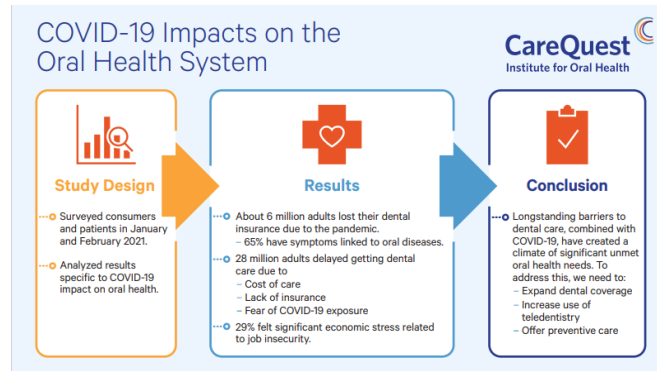 COVID-19 Impacts on the
Oral Health System
CareQuest
Institute for Oral Health
Study Design
Surveyed consumers
and patients in January
and February 2021.
Analyzed results
specific to COVID-19
impact on oral health.
Results
About 6 million adults lost their dental
insurance due to the pandemic.
– 65% have symptoms linked to oral diseases.
28 million adults delayed getting dental
care due to
– Cost of care
– Lack of insurance
– Fear of COVID-19 exposure
29% felt significant economic stress related
to job insecurity.
Conclusion
Longstanding barriers to
dental care, combined with
COVID-19, have created a
climate of significant unmet
oral health needs. To
address this, we need to:
– Expand dental coverage
– Increase use of
teledentistry
– Offer preventive care